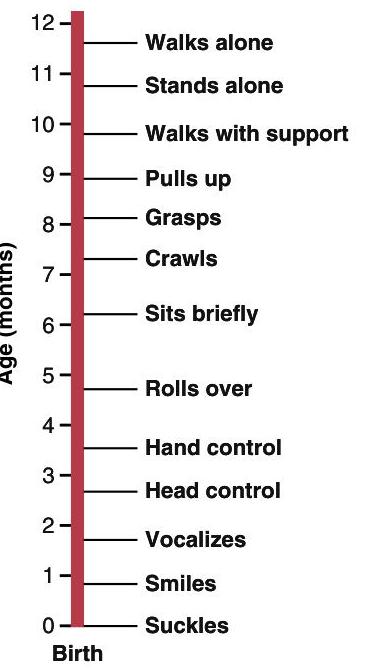 12
Walks alone
11
Stands alone
10
Walks with support
9
Pulls up
Grasps
8
Crawls
7
Sits briefly
6
5
Rolls over
4
Hand control
3
Head control
2
Vocalizes
1
Smiles
0
Suckles
Birth
Age (months)